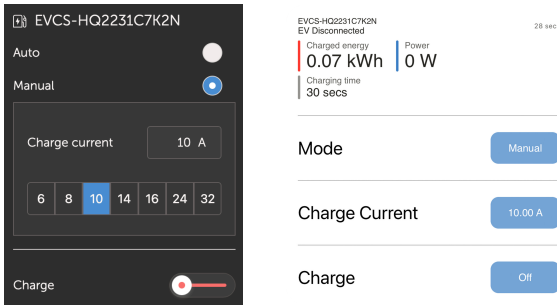 EVCS-HQ2231C7K2N
Auto
Manual
Charge current
10 A
6 8 10 14 16 24 32
Charge
EVCS-HQ2231C7K2N
EV Disconnected
28 sec
Charged energy
0.07 kWh
Power
0 W
Charging time
30 secs
Mode
Manual
Charge Current
10.00 A
Charge
Off